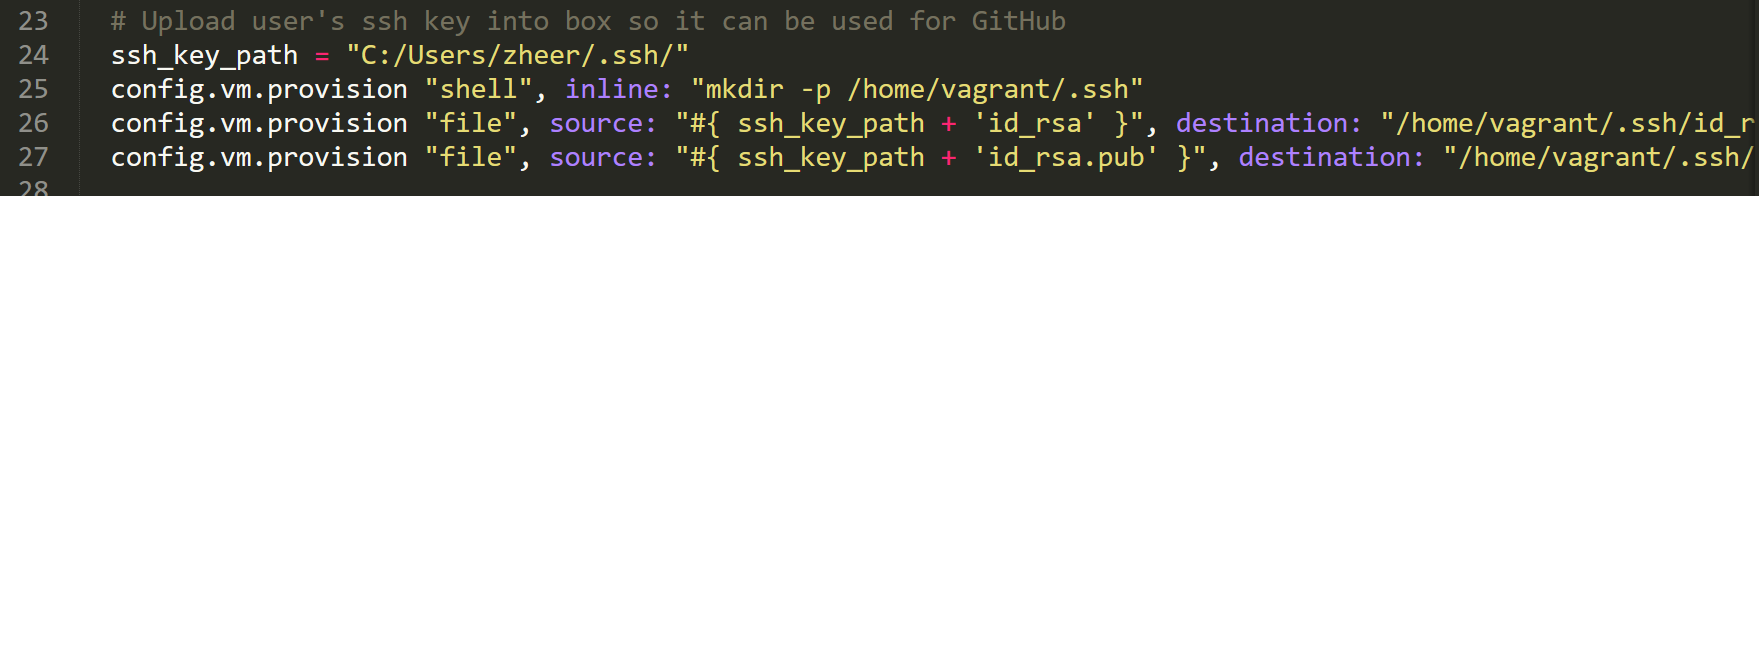 23 # Upload user's ssh key into box so it can be used for GitHub
24 ssh_key_path = "C:/Users/zheer/.ssh/"
25 config.vm.provision "shell", inline: "mkdir -p /home/vagrant/.ssh"
26 config.vm.provision "file", source: "#{ ssh_key_path + 'id_rsa' }", destination: "/home/vagrant/.ssh/id_r
27 config.vm.provision "file", source: "#{ ssh_key_path + 'id_rsa.pub' }", destination: "/home/vagrant/.ssh/
28